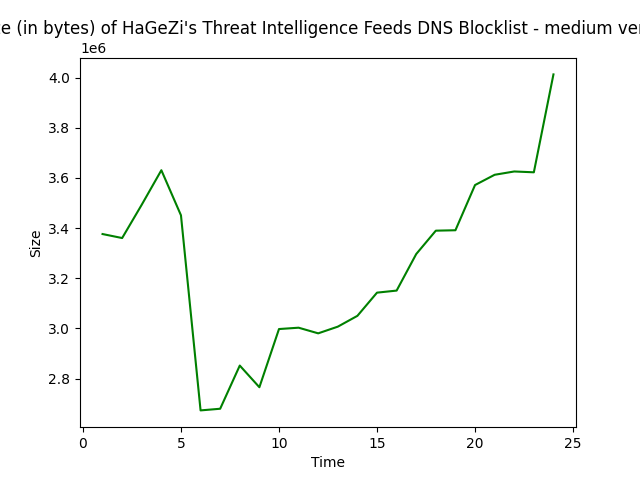 (in bytes) of HaGeZi's Threat Intelligence Feeds DNS Blocklist - medium
1e6
4.0
3.8
3.6
3.4
3.2
3.0
2.8
Size
0 5 10 15 20 25
Time